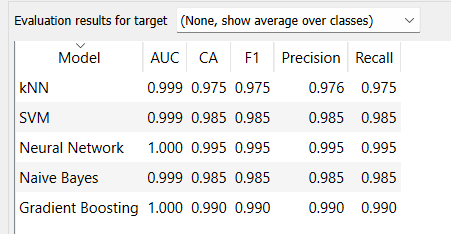 Evaluation results for target (None, show average over classes)
Model AUC CA F1 Precision Recall
kNN 0.999 0.975 0.975 0.976 0.975
SVM 0.999 0.985 0.985 0.985 0.985
Neural Network 1.000 0.995 0.995 0.995 0.995
Naive Bayes 0.999 0.985 0.985 0.985 0.985
Gradient Boosting 1.000 0.990 0.990 0.990 0.990